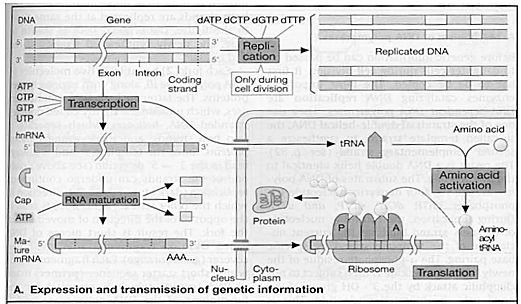 DNA
Gene
dATP dCTP dGTP dTTP
5'
3'
3'
5'
Exon
Intron
Coding
strand
Repli-
cation
Only during
cell division
Replicated DNA
ATP
CTP
GTP
UTP
Transcription
hnRNA
tRNA
Amino acid
Amino acid
activation
Cap
RNA maturation
ATP
Protein
P
A
Amino-
acyl
tRNA
Ma-
ture
mRNA
AAA...
Nu-
cleus
Cyto-
plasm
Ribosome
Translation
A. Expression and transmission of genetic information